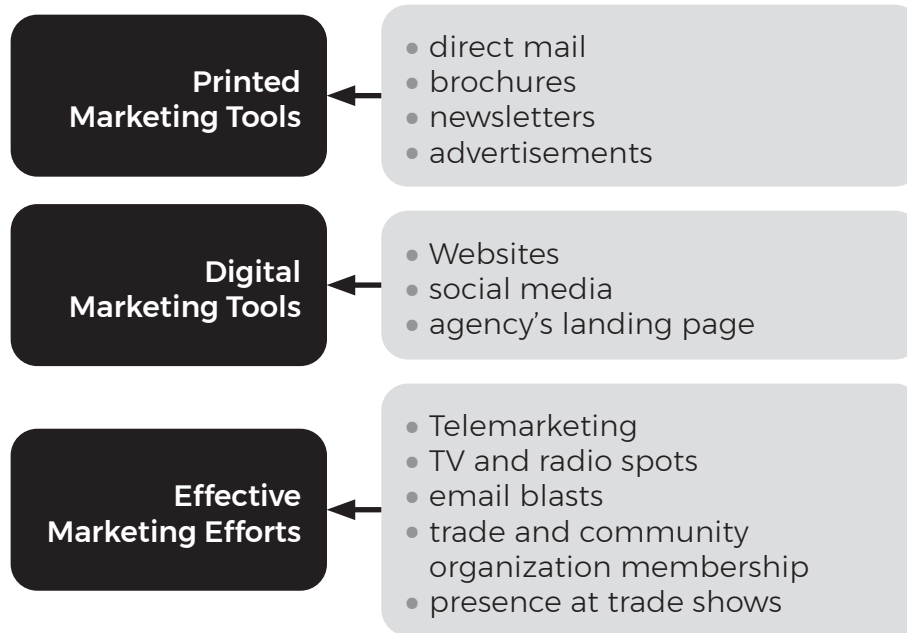 Printed
Marketing Tools
• direct mail
• brochures
• newsletters
• advertisements
Digital
Marketing Tools
• Websites
• social media
• agency's landing page
Effective
Marketing Efforts
• Telemarketing
• TV and radio spots
• email blasts
• trade and community
organization membership
• presence at trade shows